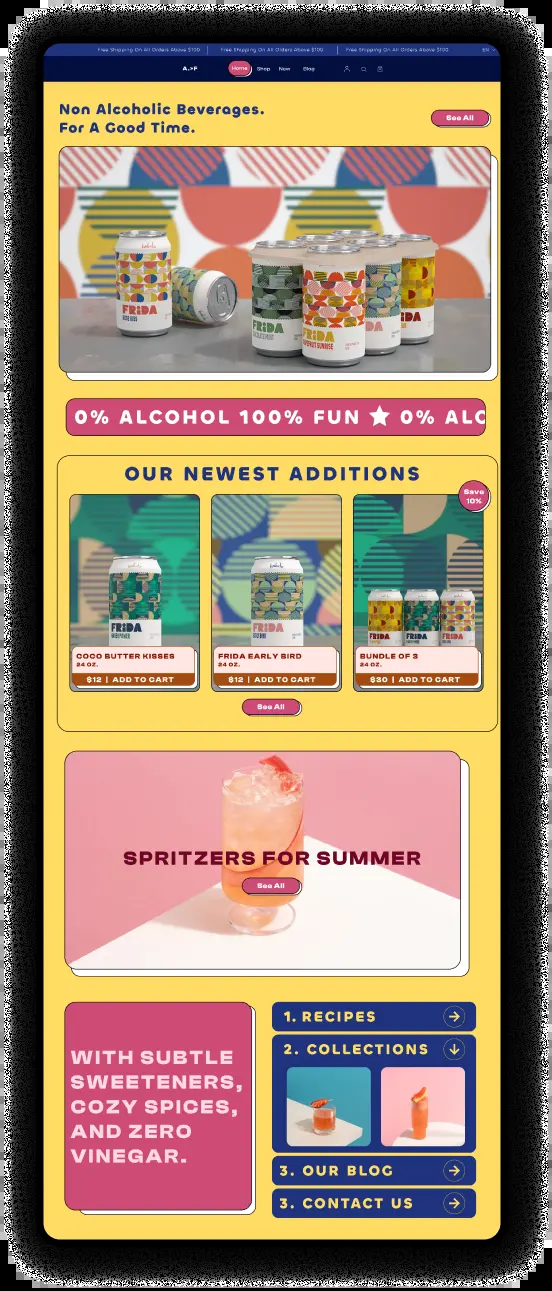 Free Shipping On All Orders Above $100 Free Shipping On All Orders Above $100 Free Shipping On All Orders Above $100 EN
Home Shop New Blog
Non Alcoholic Beverages.
For A Good Time.
See All
FRIDA
FRIDA
FRIDA
FRIDA
0% ALCOHOL 100% FUN ★ 0% ALC
OUR NEWEST ADDITIONS
Save
10%
FRIDA
FRIDA
FRIDA
FRIDA
FRIDA
COCO BUTTER KISSES
24 OZ.
$12 | ADD TO CART
FRIDA EARLY BIRD
24 OZ.
$12 | ADD TO CART
BUNDLE OF 3
24 OZ.
$30 | ADD TO CART
See All
SPRITZERS FOR SUMMER
See All
WITH SUBTLE
SWEETENERS,
COZY SPICES,
AND ZERO
VINEGAR.
1. RECIPES
2. COLLECTIONS
3. OUR BLOG
3. CONTACT US